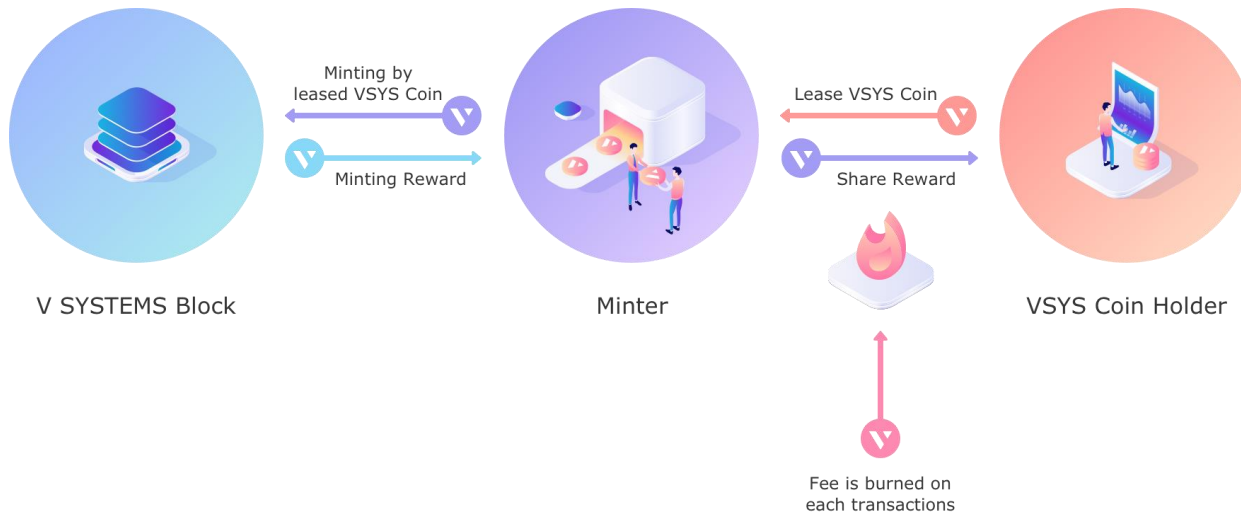 Minting by
leased VSYS Coin
Minting Reward
Lease VSYS Coin
Share Reward
V SYSTEMS Block
Minter
VSYS Coin Holder
Fee is burned on
each transactions